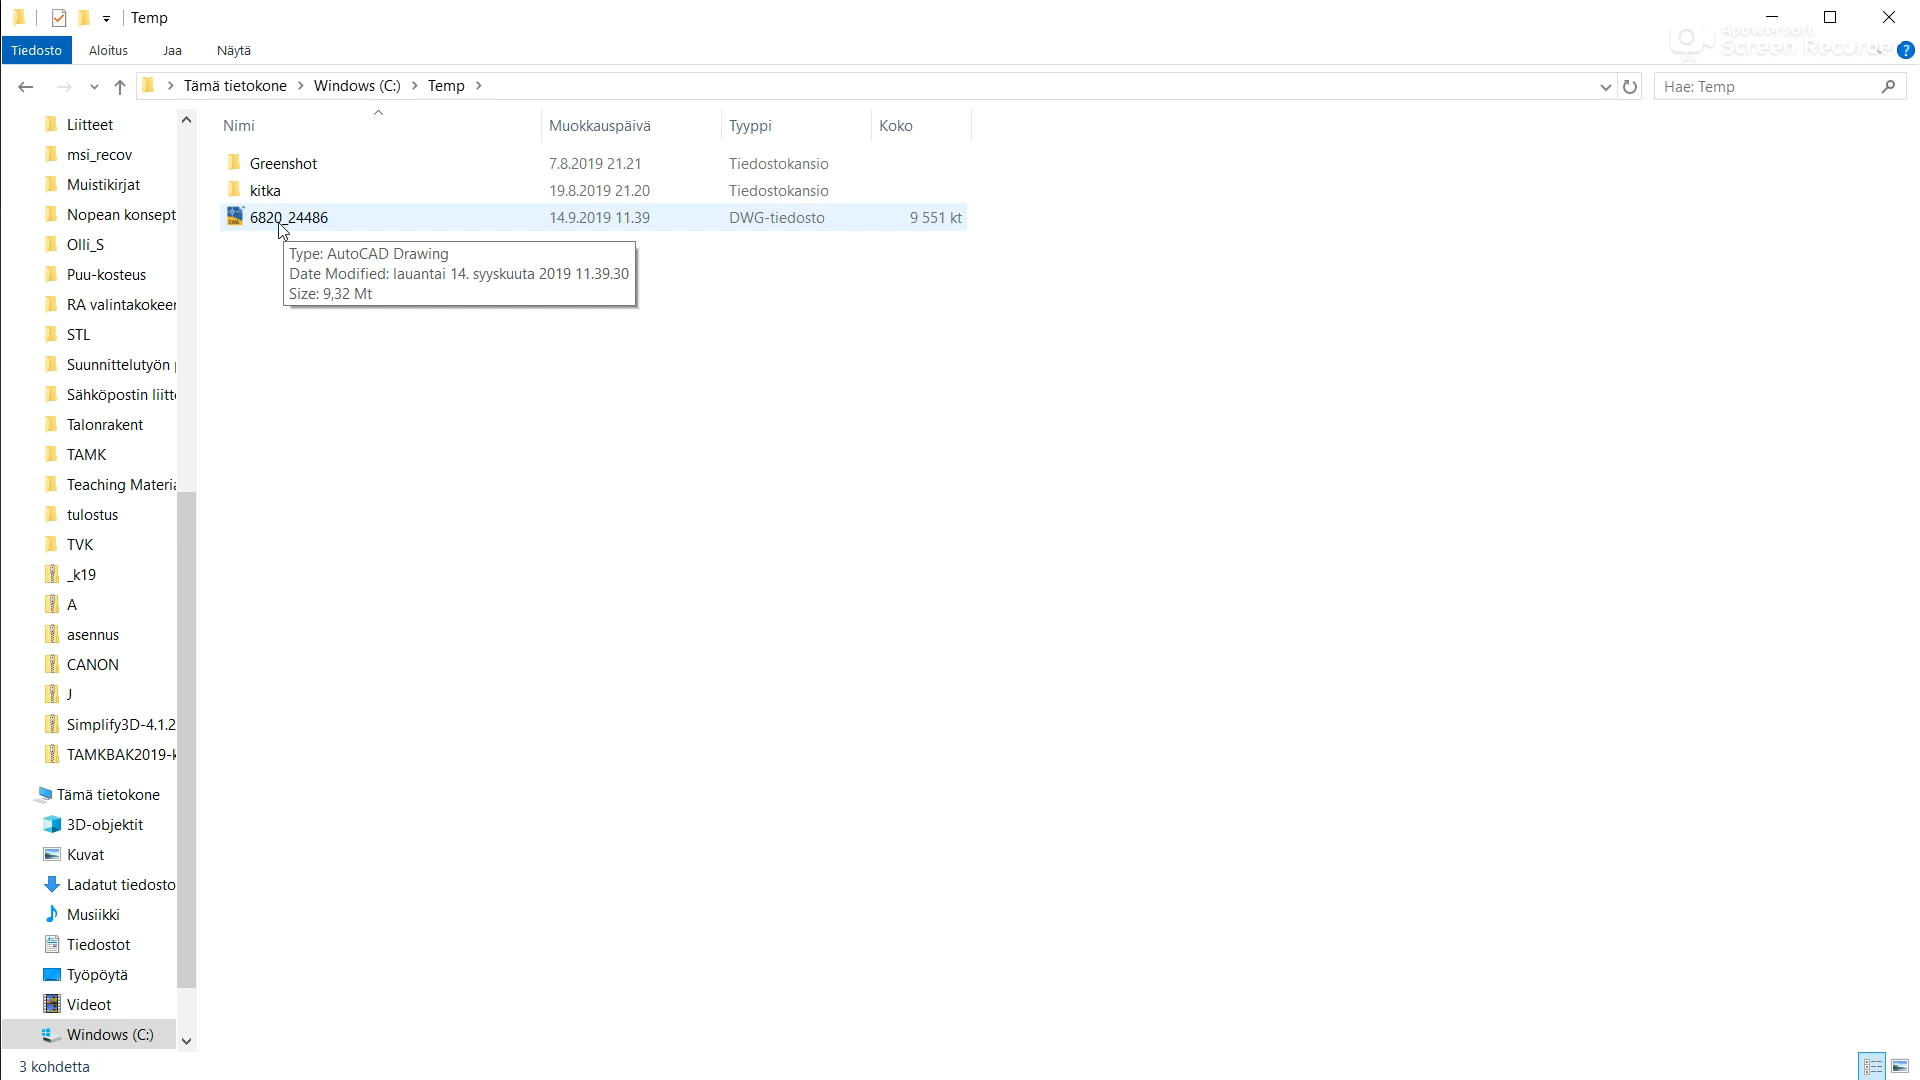 Temp
Tiedosto Aloitus Jaa Näytä
Apowersoft
Screen Recorder
?
Tämä tietokone Windows (C:) Temp
Hae: Temp
Nimi Muokkauspäivä Tyyppi Koko
Greenshot 7.8.2019 21.21 Tiedostokansio
kitka 19.8.2019 21.20 Tiedostokansio
6820_24486 14.9.2019 11.39 DWG-tiedosto 9 551 kt
Type: AutoCAD Drawing
Date Modified: lauantai 14. syyskuuta 2019 11.39.30
Size: 9,32 Mt
Liitteet
msi_recov
Muistikirjat
Nopean konsept
Olli_S
Puu-kosteus
RA valintakokeer
STL
Suunnittelutyön
Sähköpostin liitt
Talonrakent
TAMK
Teaching Materia
tulostus
TVK
_k19
A
asennus
CANON
J
Simplify3D-4.1.2
TAMKBAK2019-k
Tämä tietokone
3D-objektit
Kuvat
Ladatut tiedosto
Musiikki
Tiedostot
Työpöytä
Videot
Windows (C:)
3 kohdetta